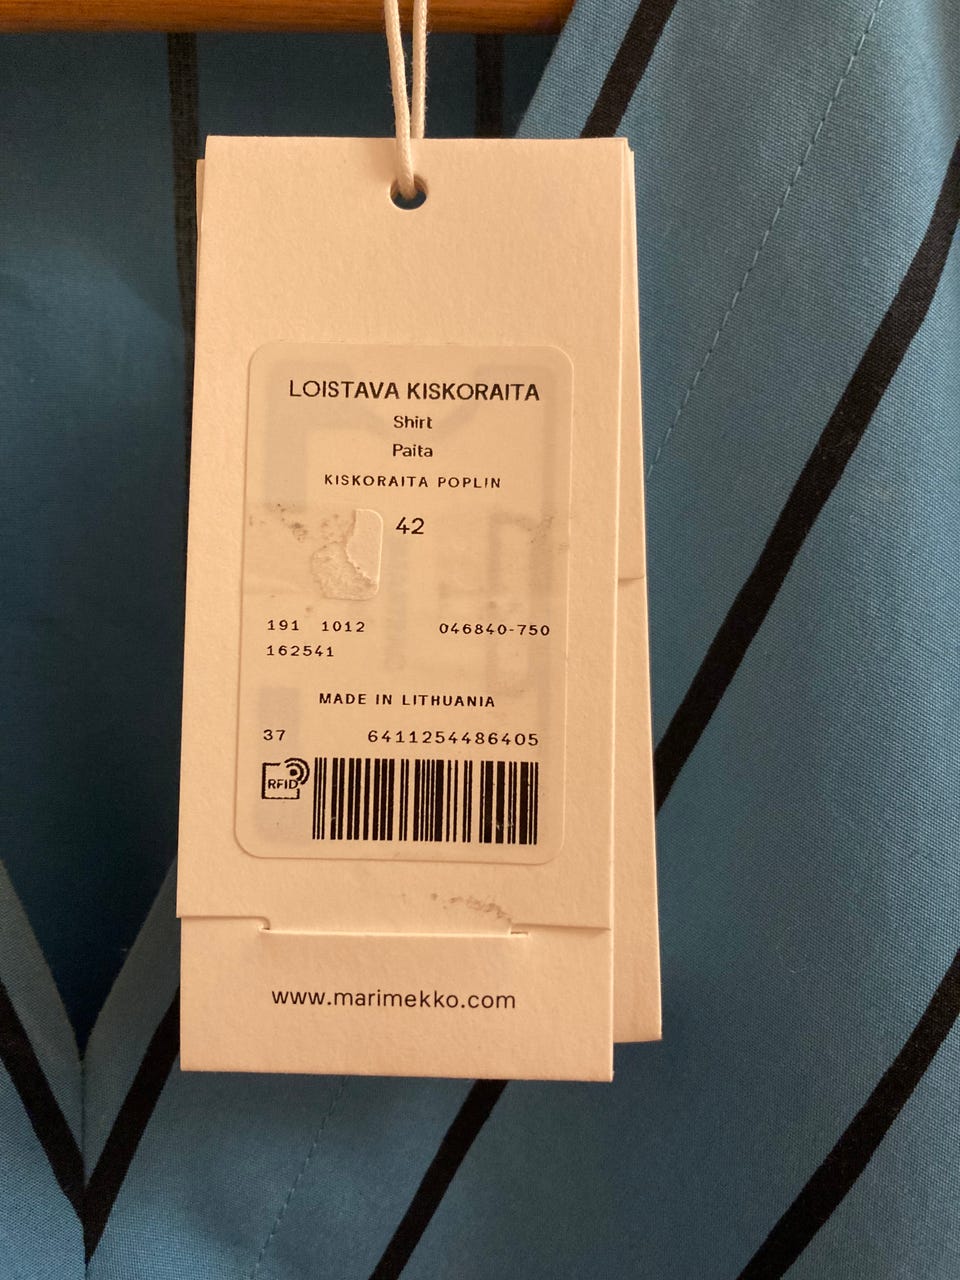 LOISTAVA KISKORAITA
Shirt
Paita
KISKORAITA POPLIN
42
191 1012 046840-750
162541
MADE IN LITHUANIA
37 6411254486405
RFID
www.marimekko.com